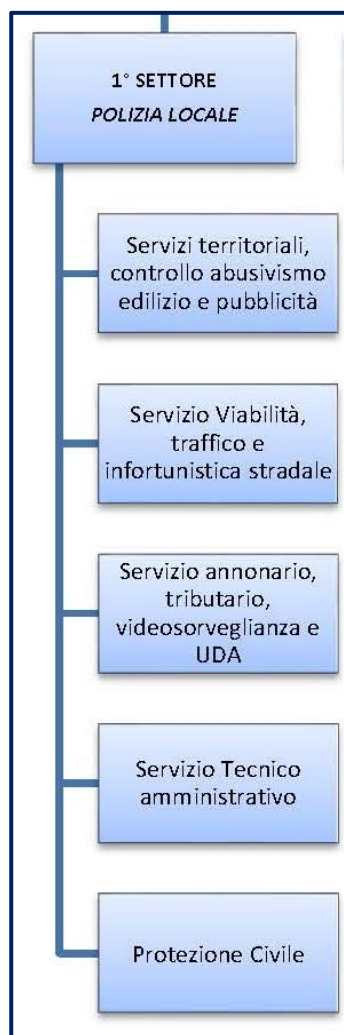 1° SETTORE
POLIZIA LOCALE
Servizi territoriali,
controllo abusivismo
edilizio e pubblicità
Servizio Viabilità,
traffico e
infortunistica stradale
Servizio annonario,
tributario,
videosorveglianza e
UDA
Servizio Tecnico
amministrativo
Protezione Civile